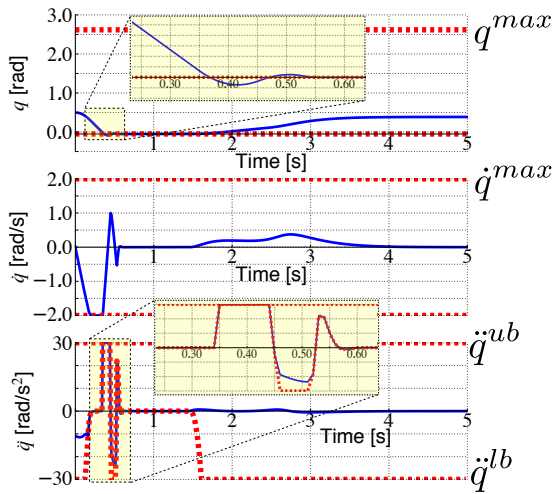 3.0
2.0
1.0
0.0
q [rad]
0.30 0.40 0.50 0.60
q^{max}
1 2 3 4 5
Time [s]
2.0
1.0
0.0
−1.0
−2.0
q̇ [rad/s]
q̇^{max}
1 2 3 4 5
Time [s]
30
0
−30
q̈ [rad/s²]
0.30 0.40 0.50 0.60
q̈^{ub}
1 2 3 4 5
Time [s]
q̈^{lb}